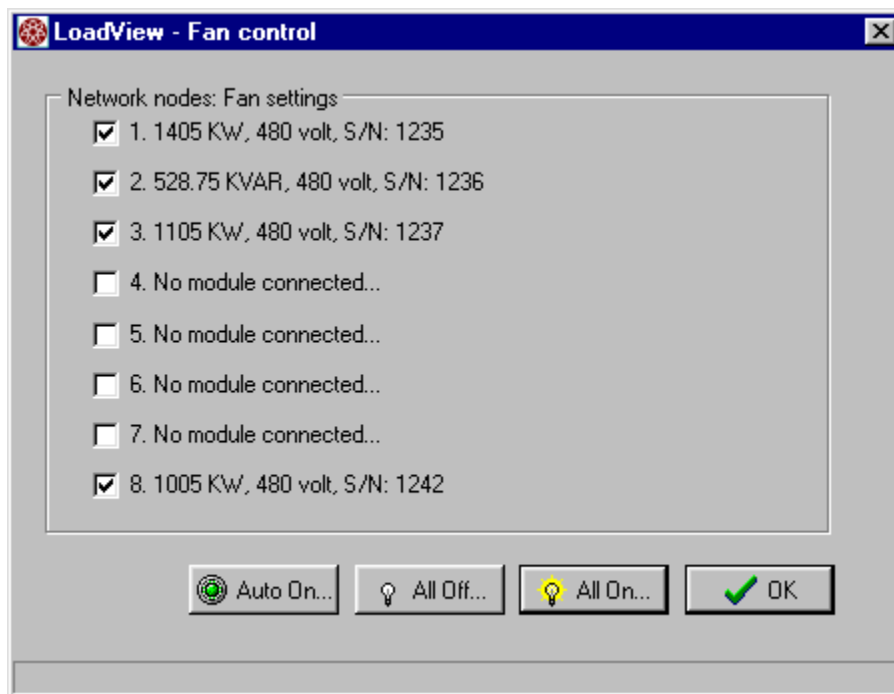 LoadView - Fan control
Network nodes: Fan settings
1. 1405 KW, 480 volt, S/N: 1235
2. 528.75 KVAR, 480 volt, S/N: 1236
3. 1105 KW, 480 volt, S/N: 1237
4. No module connected...
5. No module connected...
6. No module connected...
7. No module connected...
8. 1005 KW, 480 volt, S/N: 1242
Auto On... All Off... All On... OK